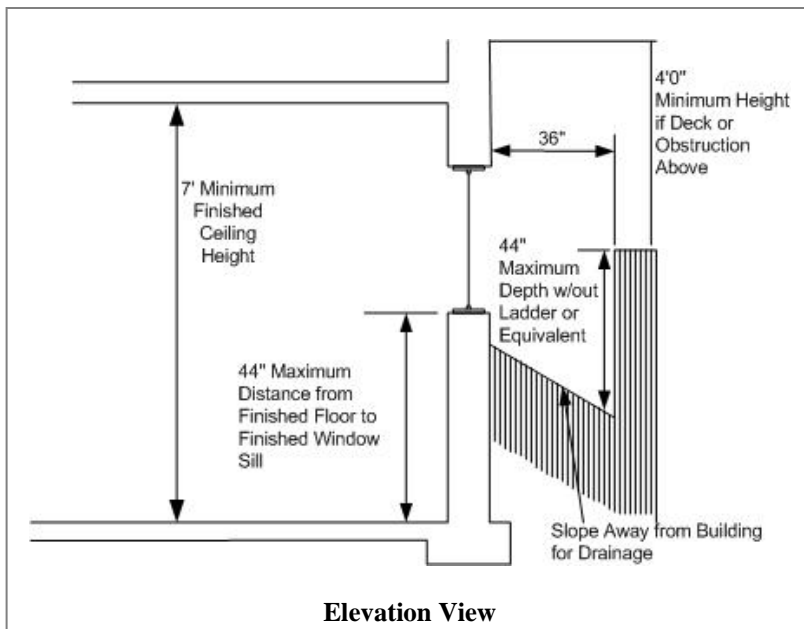 4'0"
Minimum Height
if Deck or
Obstruction
Above
36"
7' Minimum
Finished
Ceiling
Height
44"
Maximum
Depth w/out
Ladder or
Equivalent
44" Maximum
Distance from
Finished Floor to
Finished Window
Sill
Slope Away from Building
for Drainage
Elevation View